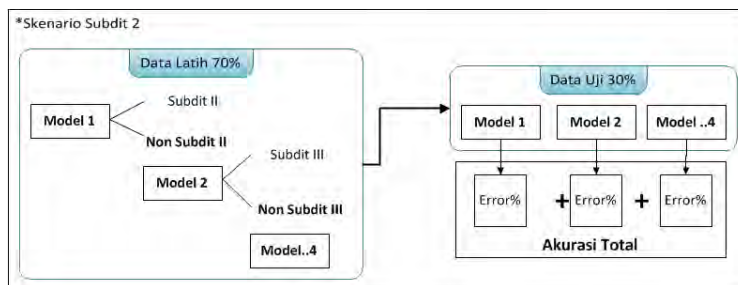 *Skenario Subdit 2
Data Latih 70%
Subdit II
Model 1
Non Subdit II
Subdit III
Model 2
Non Subdit III
Model..4
Data Uji 30%
Model 1 Model 2 Model ..4
Error% + Error% + Error%
Akurasi Total